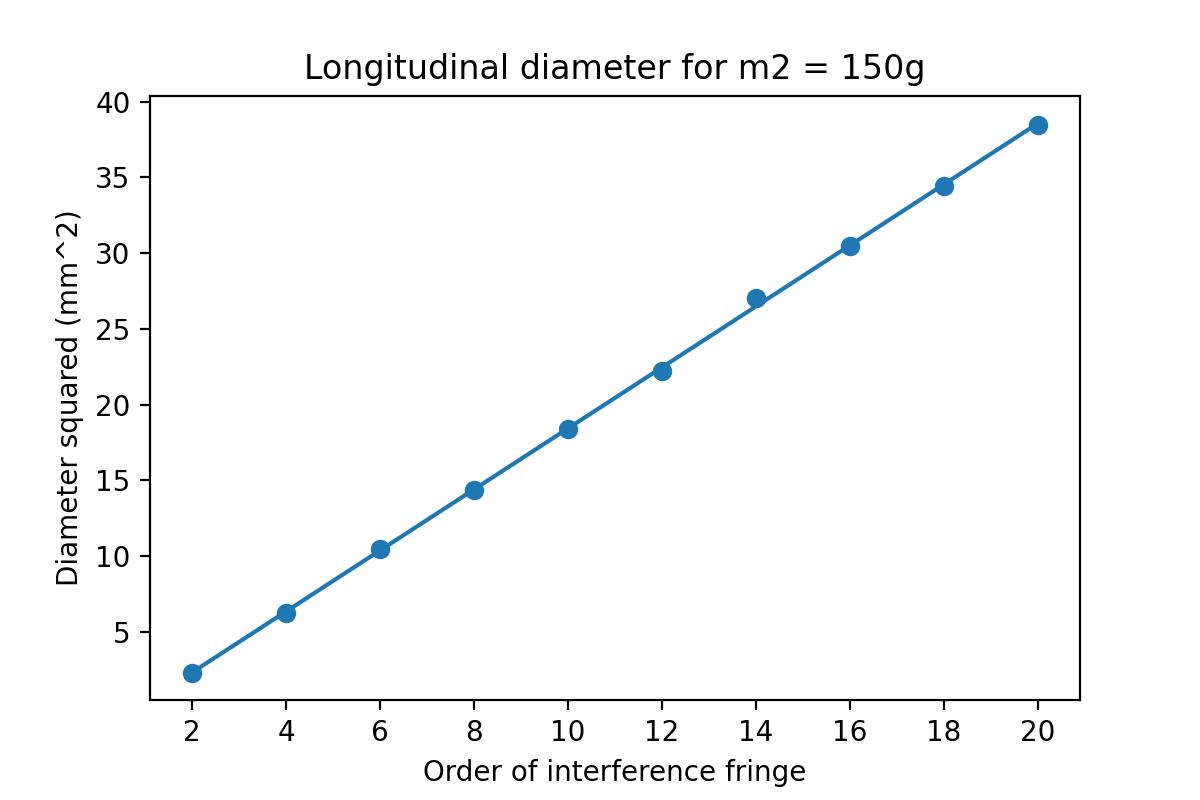 Longitudinal diameter for m2 = 150g
40
35
30
25
20
15
10
5
Diameter squared (mm^2)
2 4 6 8 10 12 14 16 18 20
Order of interference fringe